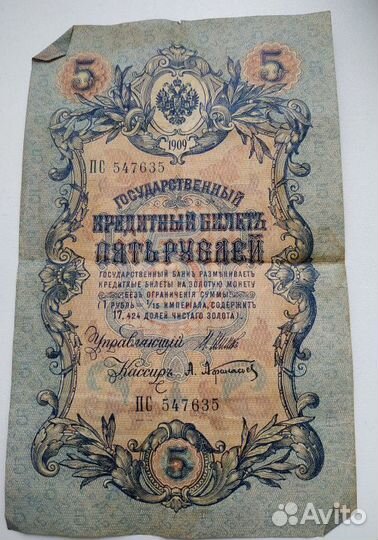 5 5
1909
ПС 547635
ГОСУДАРСТВЕННЫЙ
КРЕДИТНЫЙ БИЛЕТЪ
ПЯТЬ РУБЛЕЙ
ГОСУДАРСТВЕННЫЙ БАНКЪ РАЗМѢНИВАЕТЪ
КРЕДИТНЫЕ БИЛЕТЫ НА ЗОЛОТУЮ МОНЕТУ
БЕЗЪ ОГРАНИЧЕНІЯ СУММЫ
(1 РУБЛЬ = 1/15 ИМПЕРІАЛА, СОДЕРЖИТЪ
17,424 ДОЛЕЙ ЧИСТАГО ЗОЛОТА).
Управляющій
Кассиръ
ПС 547635
5
Avito